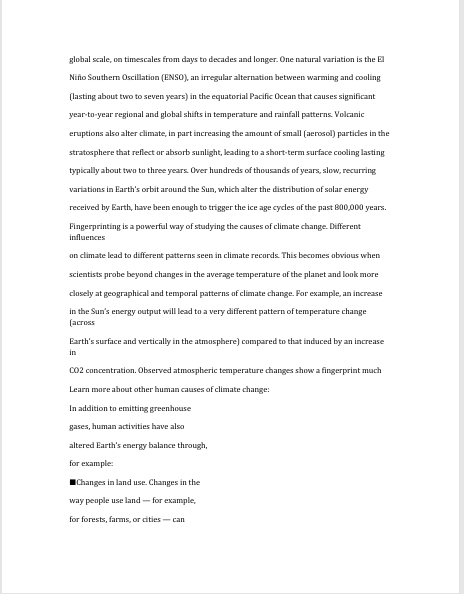 global scale, on timescales from days to decades and longer. One natural variation is the El
Niño Southern Oscillation (ENSO), an irregular alternation between warming and cooling
(lasting about two to seven years) in the equatorial Pacific Ocean that causes significant
year-to-year regional and global shifts in temperature and rainfall patterns. Volcanic
eruptions also alter climate, in part increasing the amount of small (aerosol) particles in the
stratosphere that reflect or absorb sunlight, leading to a short-term surface cooling lasting
typically about two to three years. Over hundreds of thousands of years, slow, recurring
variations in Earth's orbit around the Sun, which alter the distribution of solar energy
received by Earth, have been enough to trigger the ice age cycles of the past 800,000 years.
Fingerprinting is a powerful way of studying the causes of climate change. Different
influences
on climate lead to different patterns seen in climate records. This becomes obvious when
scientists probe beyond changes in the average temperature of the planet and look more
closely at geographical and temporal patterns of climate change. For example, an increase
in the Sun's energy output will lead to a very different pattern of temperature change
(across
Earth's surface and vertically in the atmosphere) compared to that induced by an increase
in
CO2 concentration. Observed atmospheric temperature changes show a fingerprint much
Learn more about other human causes of climate change:
In addition to emitting greenhouse
gases, human activities have also
altered Earth's energy balance through,
for example:
■Changes in land use. Changes in the
way people use land — for example,
for forests, farms, or cities — can